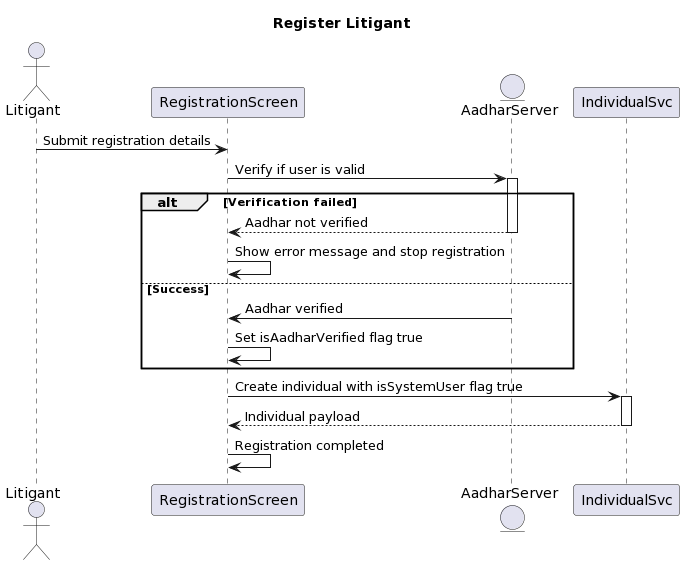 Register Litigant
Litigant
RegistrationScreen
AadharServer
IndividualSvc
Submit registration details
Verify if user is valid
alt
[Verification failed]
Aadhar not verified
Show error message and stop registration
[Success]
Aadhar verified
Set isAadharVerified flag true
Create individual with isSystemUser flag true
Individual payload
Registration completed
Litigant
RegistrationScreen
AadharServer
IndividualSvc